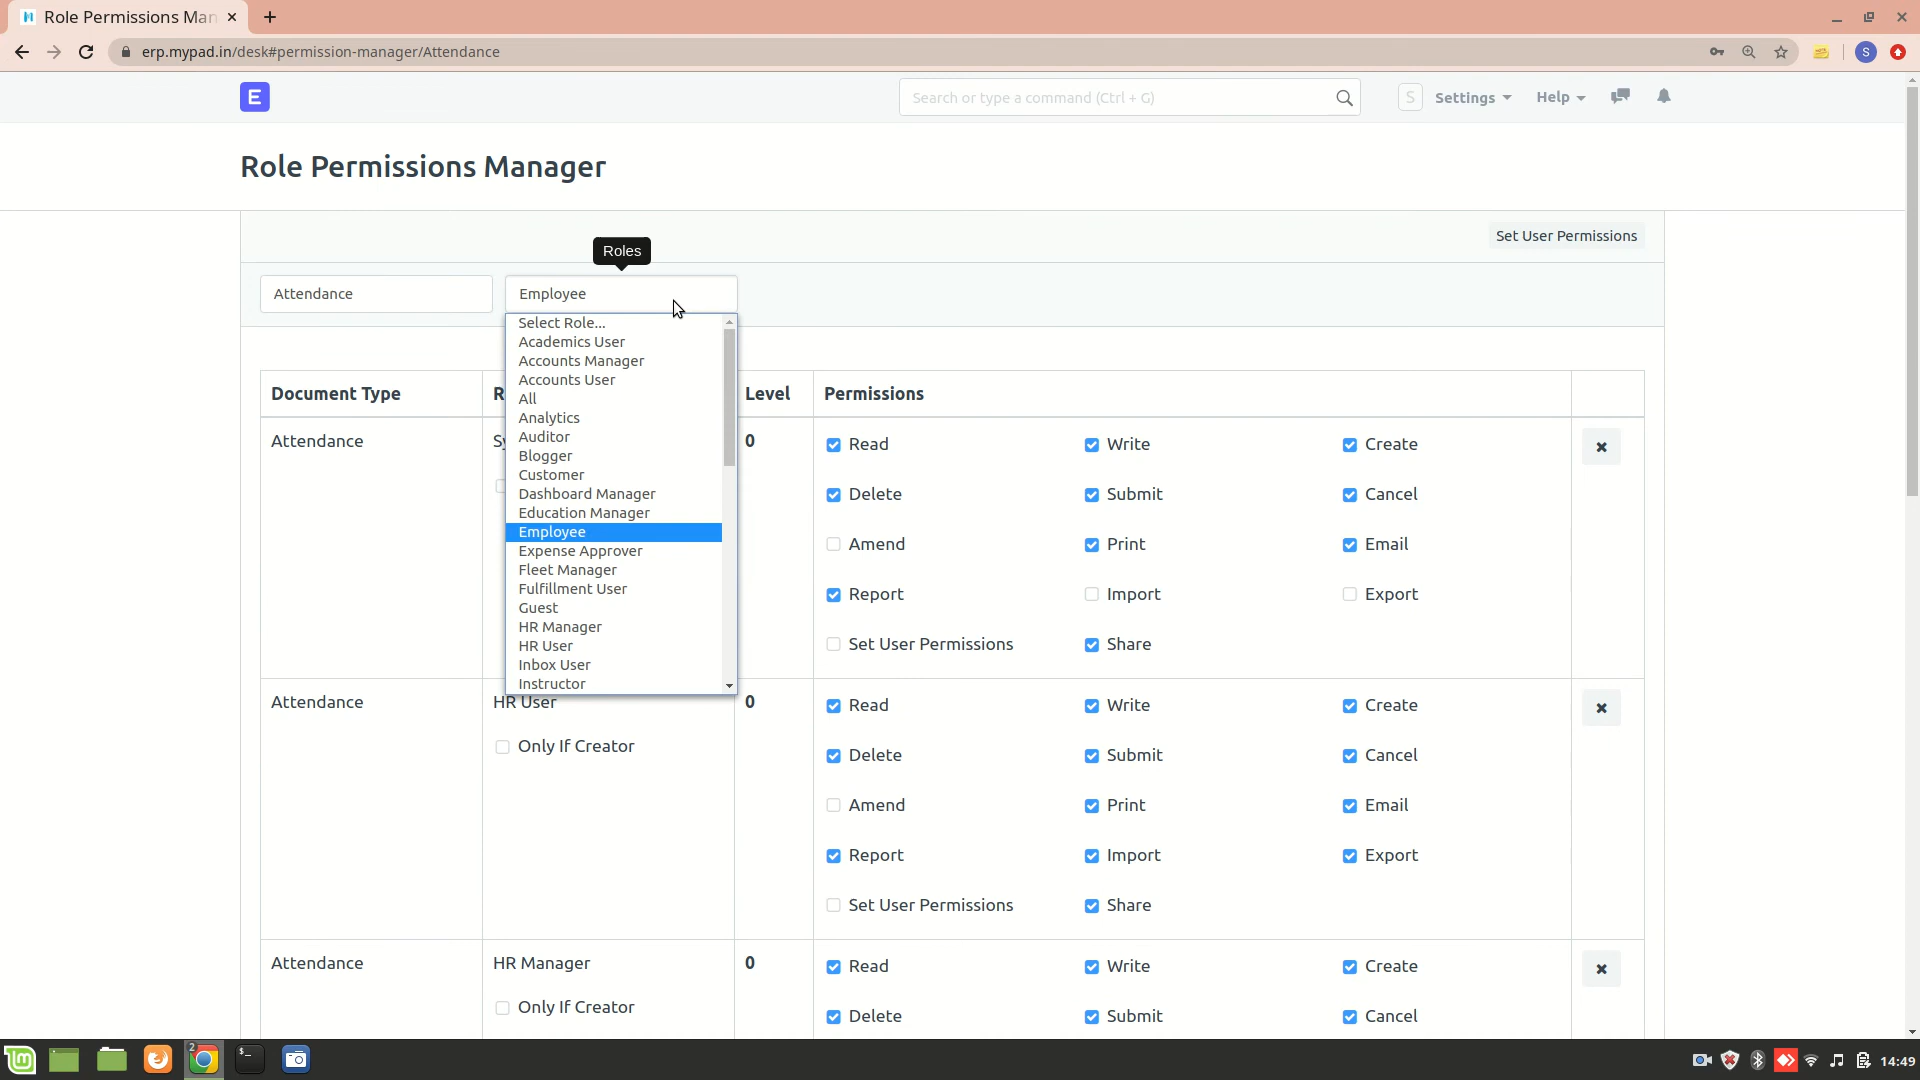 Role Permissions Man
erp.mypad.in/desk#permission-manager/Attendance
S
E
Search or type a command (Ctrl + G)
S
Settings
Help
Role Permissions Manager
Set User Permissions
Roles
Attendance
Employee
Select Role...
Academics User
Accounts Manager
Accounts User
All
Analytics
Auditor
Blogger
Customer
Dashboard Manager
Education Manager
Employee
Expense Approver
Fleet Manager
Fulfillment User
Guest
HR Manager
HR User
Inbox User
Instructor
Document Type
R
Level
Permissions
Attendance
Sy
0
Read
Write
Create
Delete
Submit
Cancel
Amend
Print
Email
Report
Import
Export
Set User Permissions
Share
Attendance
HR User
0
Only If Creator
Read
Write
Create
Delete
Submit
Cancel
Amend
Print
Email
Report
Import
Export
Set User Permissions
Share
Attendance
HR Manager
0
Only If Creator
Read
Write
Create
Delete
Submit
Cancel
2
14:49